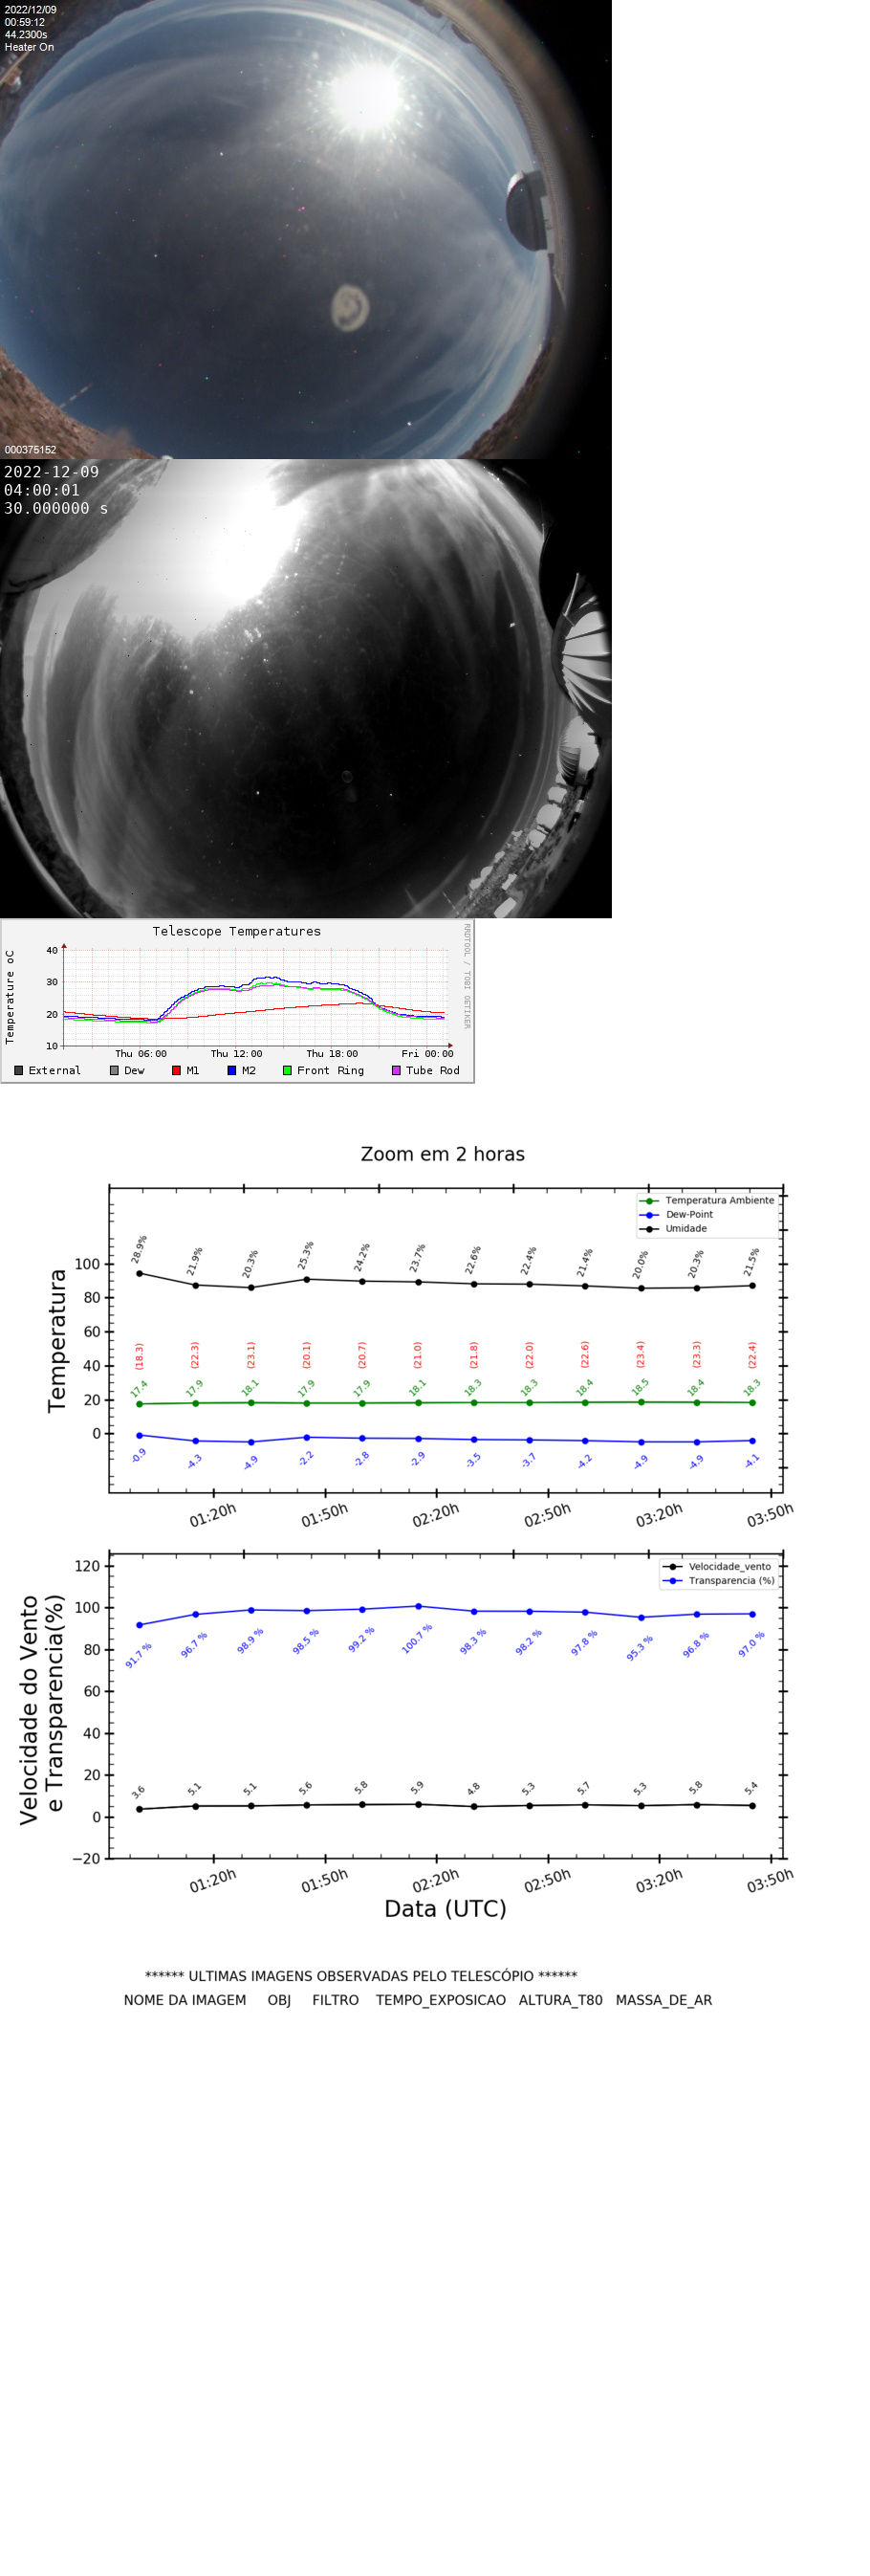 2022/12/09
00:59:12
44.2300s
Heater On
000375152
2022-12-09
04:00:01
30.000000 s
Telescope Temperatures
RRDTOOL / TOBI OETIKER
Temperature oC
40
30
20
10
Thu 06:00 Thu 12:00 Thu 18:00 Fri 00:00
External Dew M1 M2 Front Ring Tube Rod
Zoom em 2 horas
Temperatura Ambiente
Dew-Point
Umidade
Temperatura
100
80
60
40
20
0
28.9% 21.9% 20.3% 25.3% 24.2% 23.7% 22.6% 22.4% 21.4% 20.0% 20.3% 21.5%
(18.3) (22.3) (23.1) (20.1) (20.7) (21.0) (21.8) (22.0) (22.6) (23.4) (23.3) (22.4)
17.4 17.9 18.1 17.9 17.9 18.1 18.3 18.3 18.4 18.5 18.4 18.3
-0.9 -4.3 -4.9 -2.2 -2.8 -2.9 -3.5 -3.7 -4.2 -4.9 -4.9 -4.1
01:20h 01:50h 02:20h 02:50h 03:20h 03:50h
Velocidade_vento
Transparencia (%)
Velocidade do Vento
e Transparencia(%)
120
100
80
60
40
20
0
−20
91.7 % 96.7 % 98.9 % 98.5 % 99.2 % 100.7 % 98.3 % 98.2 % 97.8 % 95.3 % 96.8 % 97.0 %
3.6 5.1 5.1 5.6 5.8 5.9 4.8 5.3 5.7 5.3 5.8 5.4
01:20h 01:50h 02:20h 02:50h 03:20h 03:50h
Data (UTC)
****** ULTIMAS IMAGENS OBSERVADAS PELO TELESCÓPIO ******
NOME DA IMAGEM OBJ FILTRO TEMPO_EXPOSICAO ALTURA_T80 MASSA_DE_AR